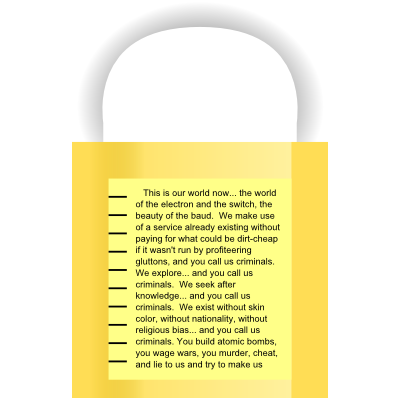 This is our world now... the world
of the electron and the switch, the
beauty of the baud.  We make use
of a service already existing without
paying for what could be dirt-cheap
if it wasn't run by profiteering
gluttons, and you call us criminals.
We explore... and you call us
criminals.  We seek after
knowledge... and you call us
criminals.  We exist without skin
color, without nationality, without
religious bias... and you call us
criminals. You build atomic bombs,
you wage wars, you murder, cheat,
and lie to us and try to make us